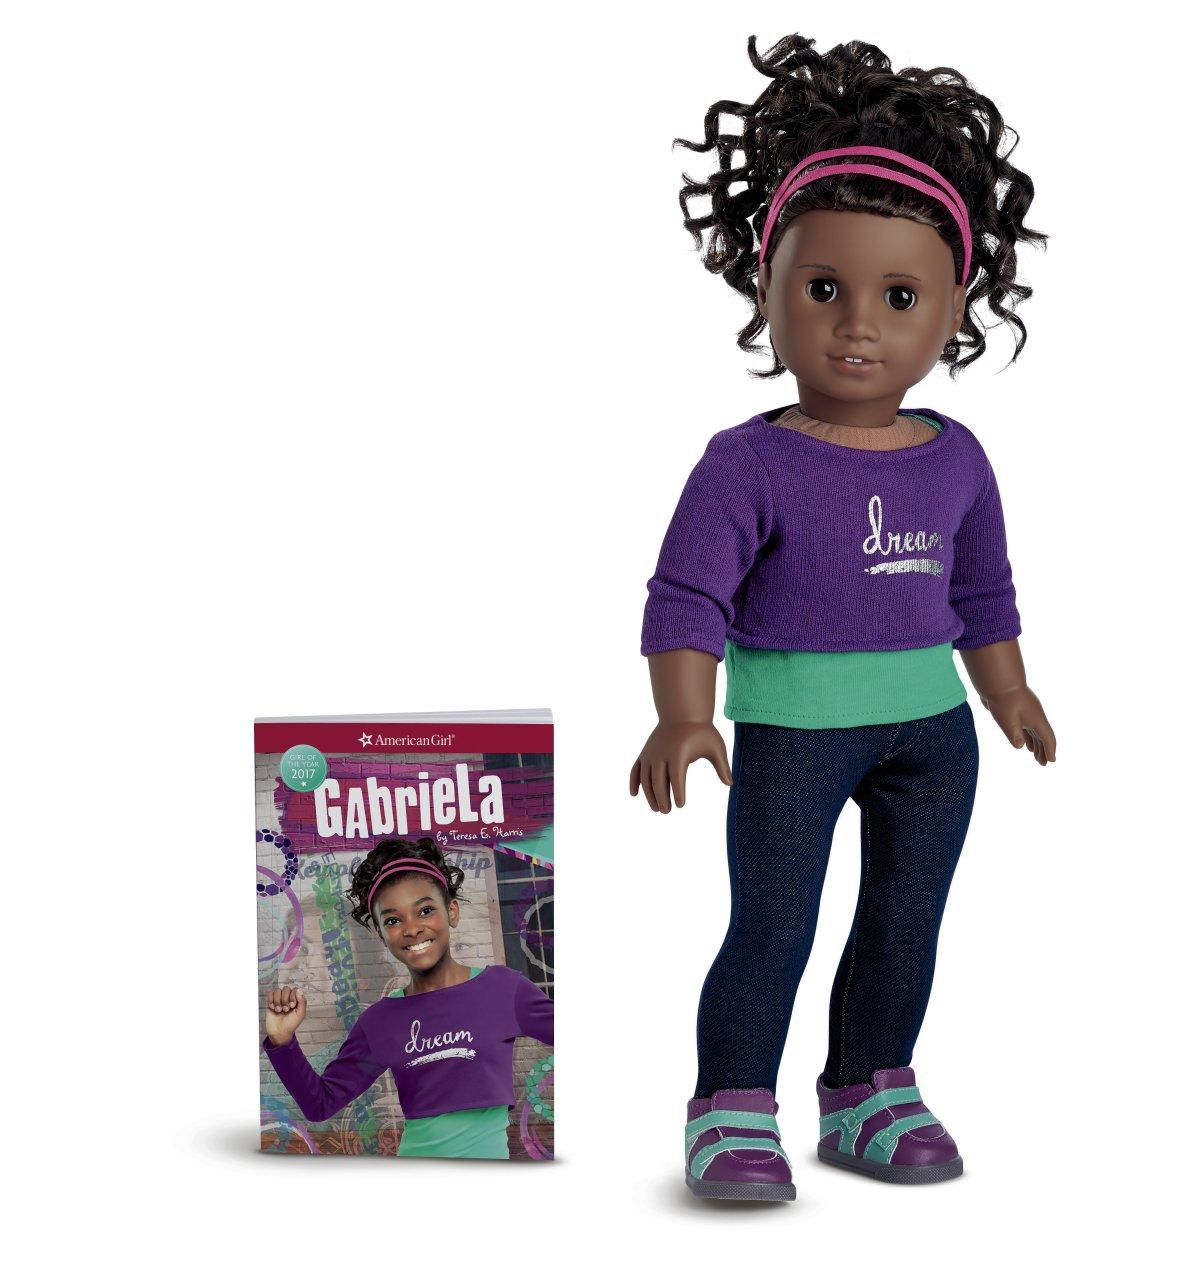 American Girl®
GIRL OF
THE YEAR
2017
GAbrieLa
by Teresa E. Harris
dream
dream